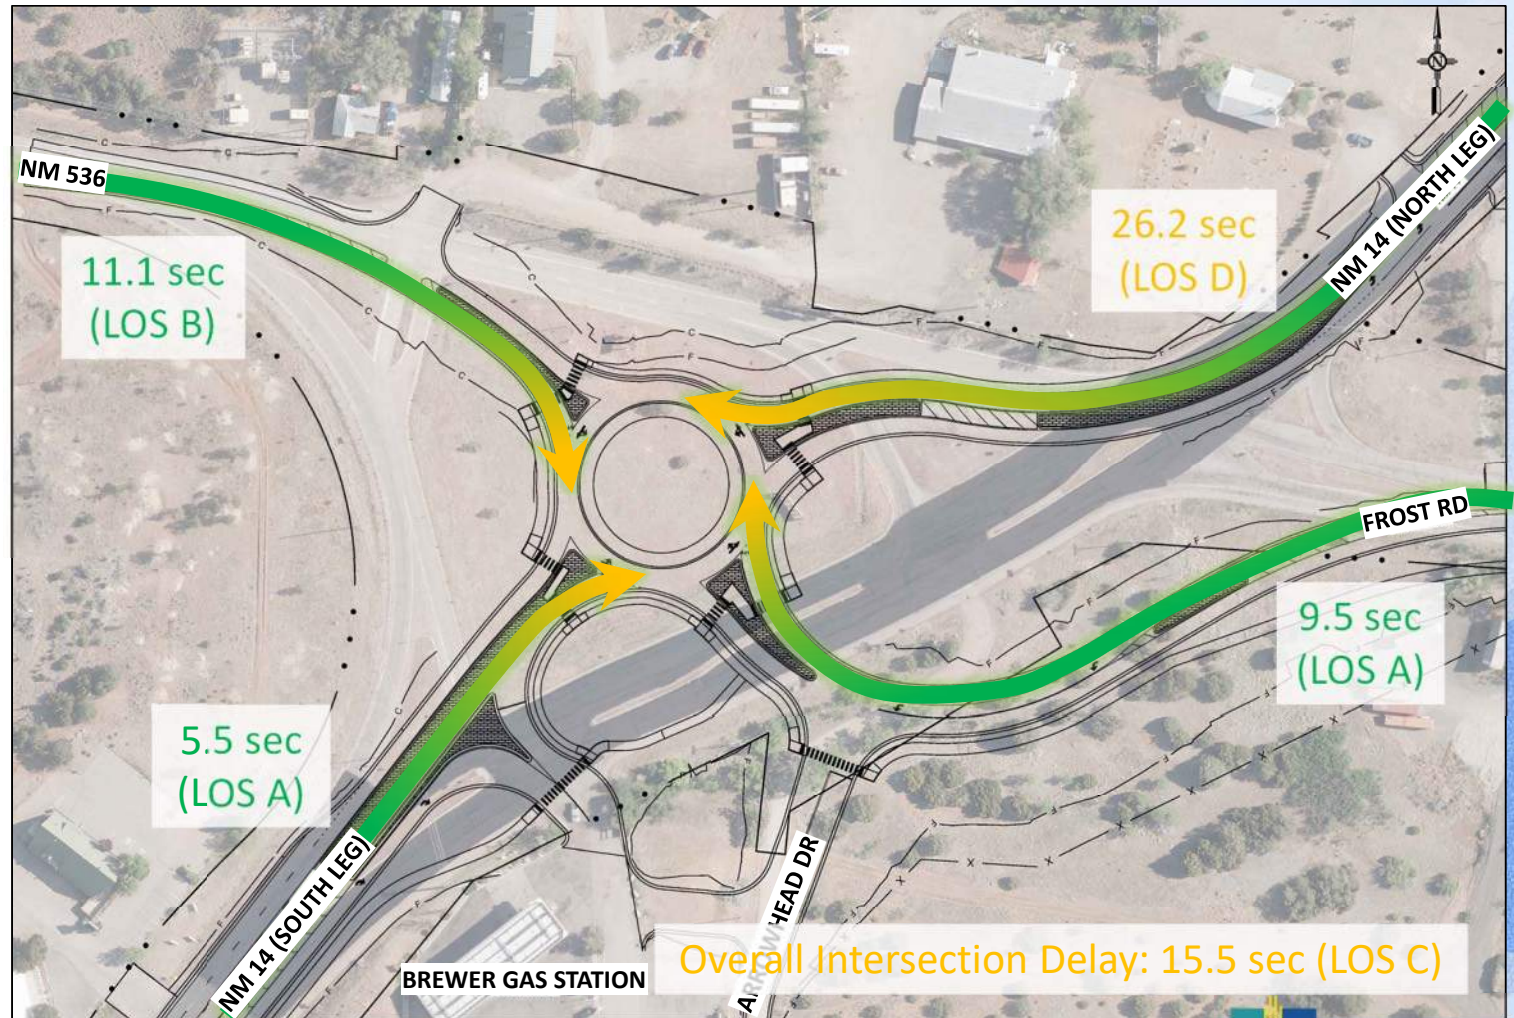 N
NM 536
NM 14 (NORTH LEG)
26.2 sec
(LOS D)
11.1 sec
(LOS B)
FROST RD
9.5 sec
(LOS A)
5.5 sec
(LOS A)
NM 14 (SOUTH LEG)
ARROWHEAD DR
BREWER GAS STATION
Overall Intersection Delay: 15.5 sec (LOS C)